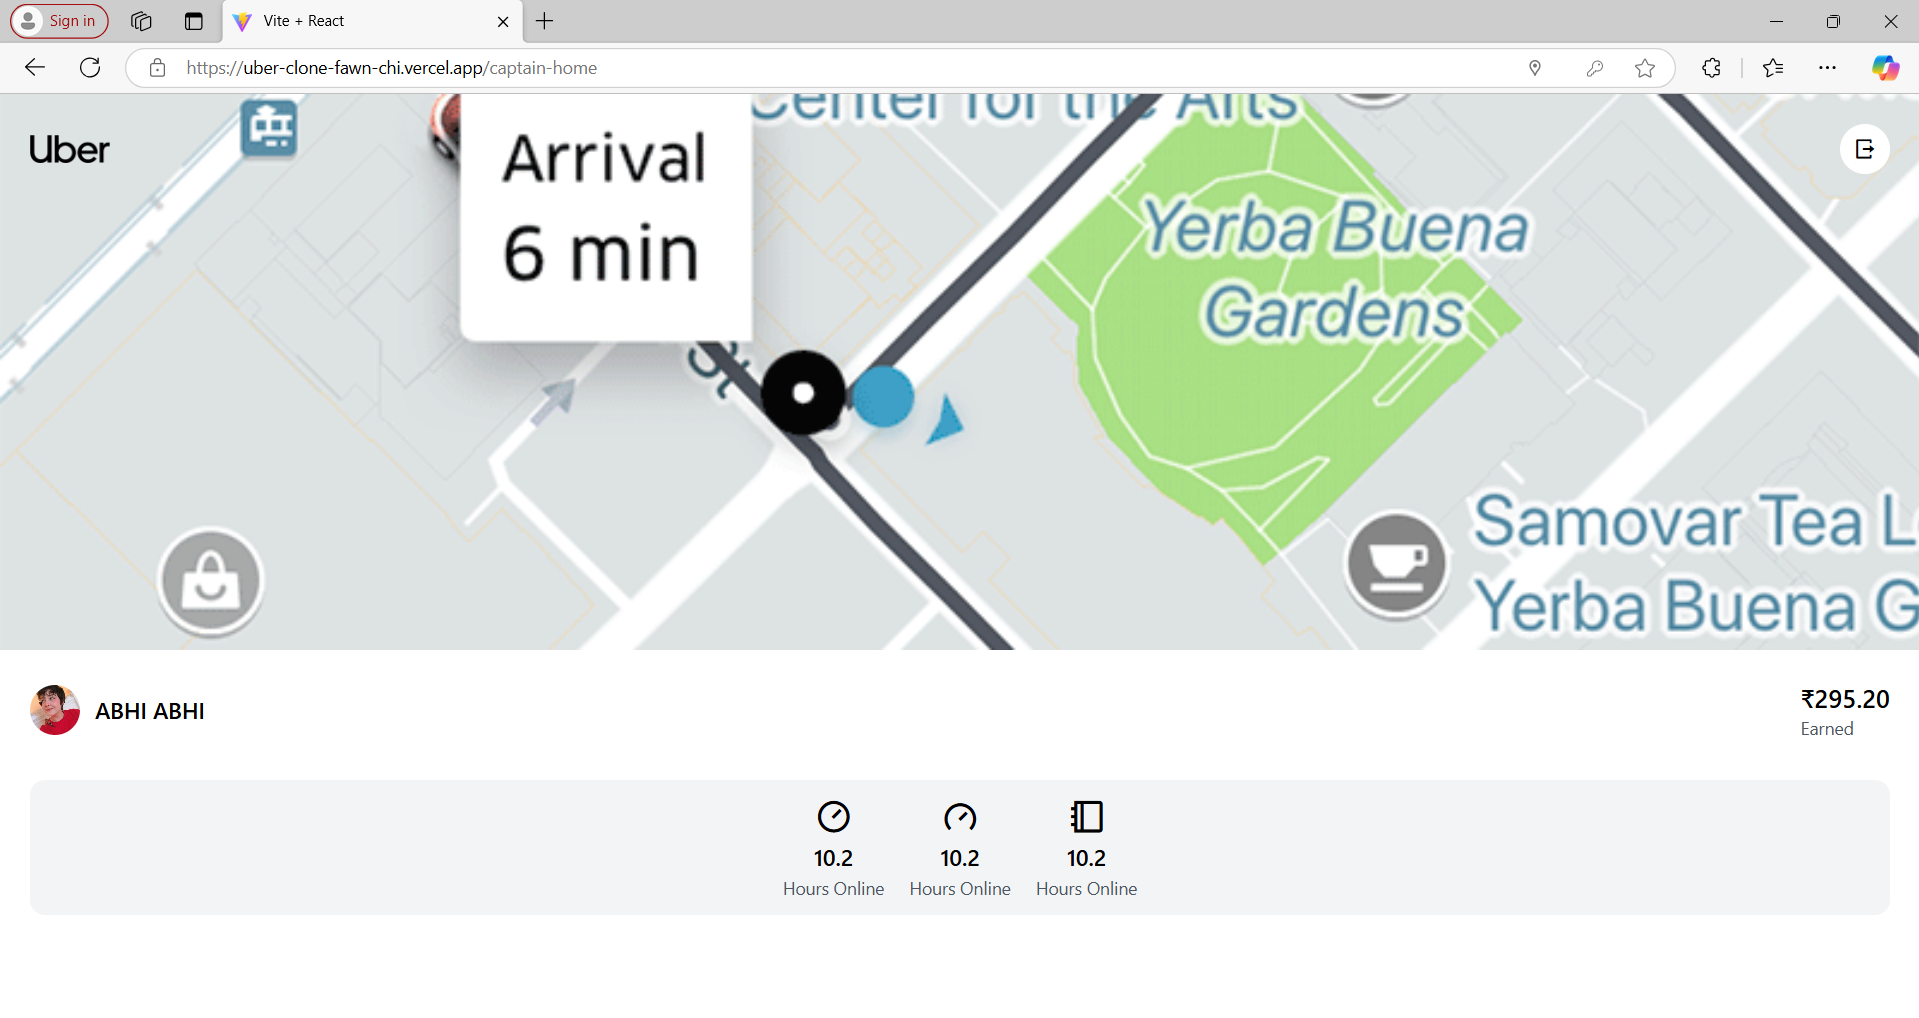 Sign in
Vite + React
https://uber-clone-fawn-chi.vercel.app/captain-home
Center for the Arts
Uber
Arrival
6 min
Yerba Buena
Gardens
St
Samovar Tea L
Yerba Buena G
ABHI ABHI
₹295.20
Earned
10.2 10.2 10.2
Hours Online Hours Online Hours Online